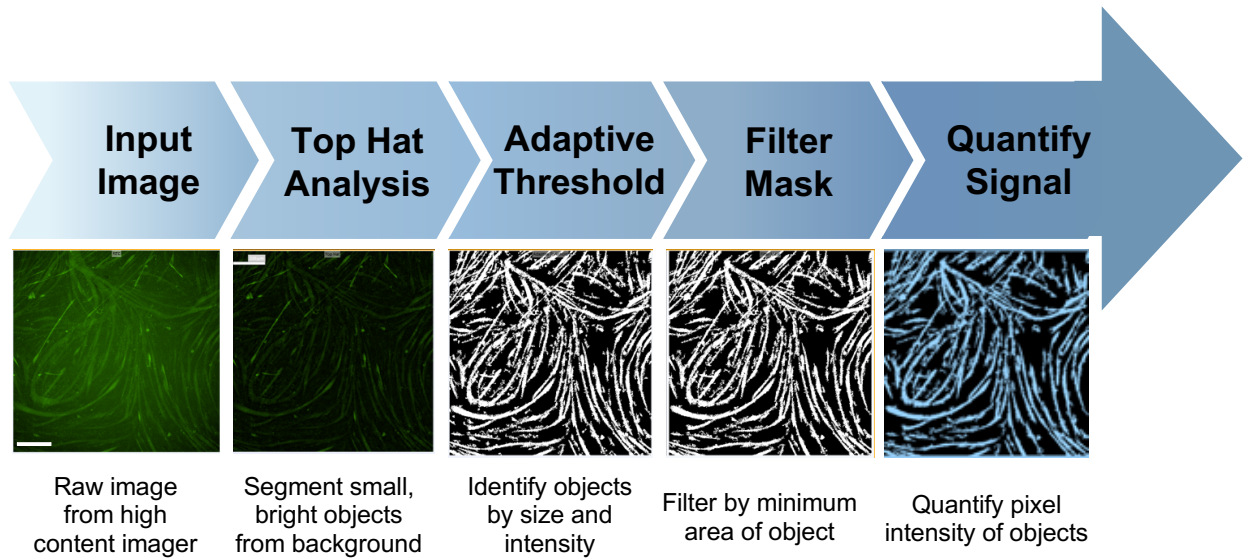 Input
Image
Top Hat
Analysis
Adaptive
Threshold
Filter
Mask
Quantify
Signal
Raw image
from high
content imager
Segment small,
bright objects
from background
Identify objects
by size and
intensity
Filter by minimum
area of object
Quantify pixel
intensity of objects